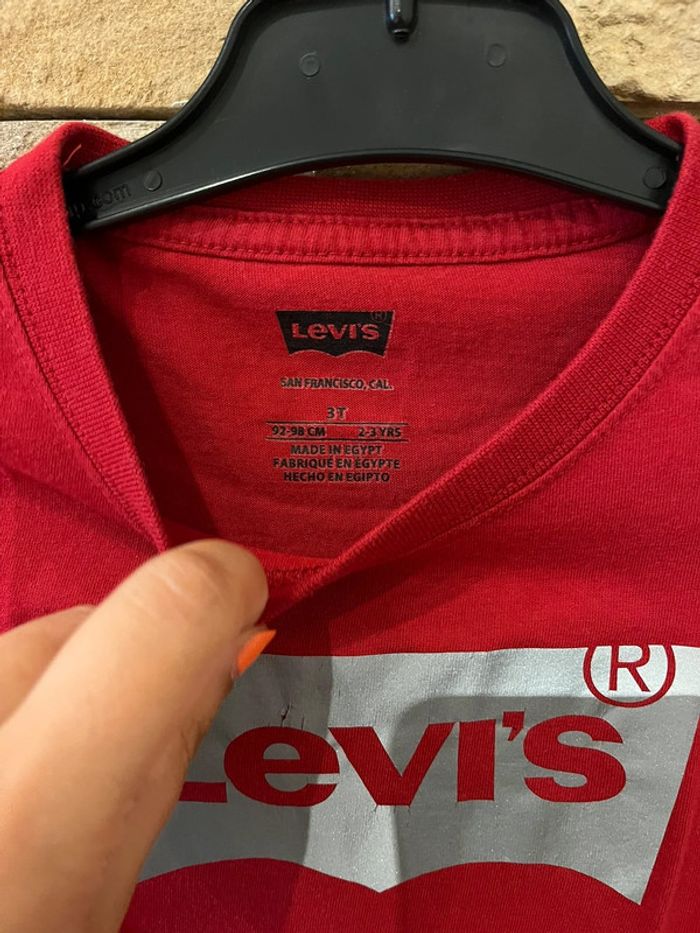 Levi's ®
SAN FRANCISCO, CAL.
3T
92-98 CM 2-3 YRS
MADE IN EGYPT
FABRIQUÉ EN ÉGYPTE
HECHO EN EGIPTO
®
Levi's